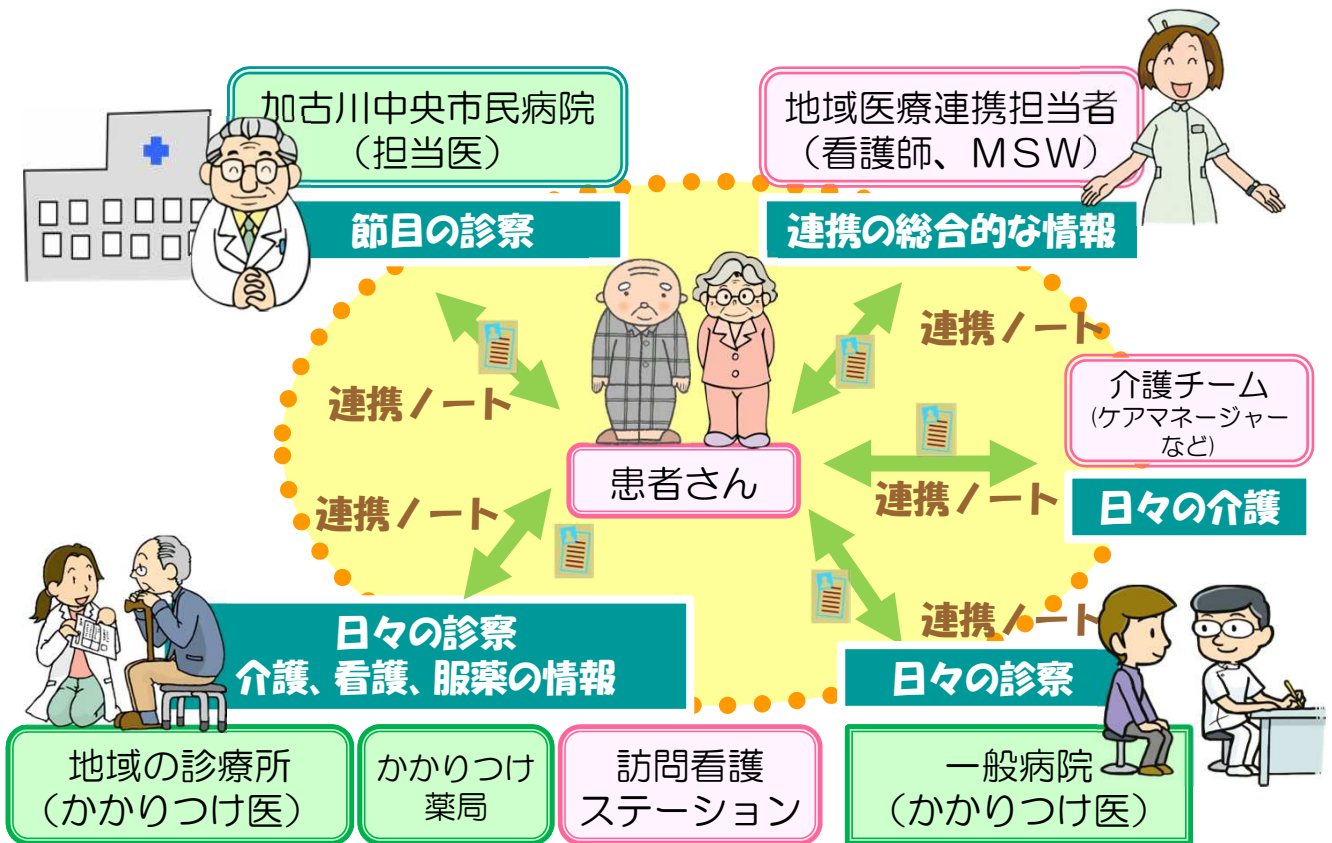 加古川中央市民病院
（担当医）
地域医療連携担当者
（看護師、ＭＳＷ）
節目の診察
連携の総合的な情報
連携ノート
連携ノート
介護チーム
(ケアマネージャー
など)
患者さん
連携ノート
連携ノート
日々の介護
連携ノート
日々の診察
介護、看護、服薬の情報
日々の診察
地域の診療所
（かかりつけ医）
かかりつけ
薬局
訪問看護
ステーション
一般病院
（かかりつけ医）